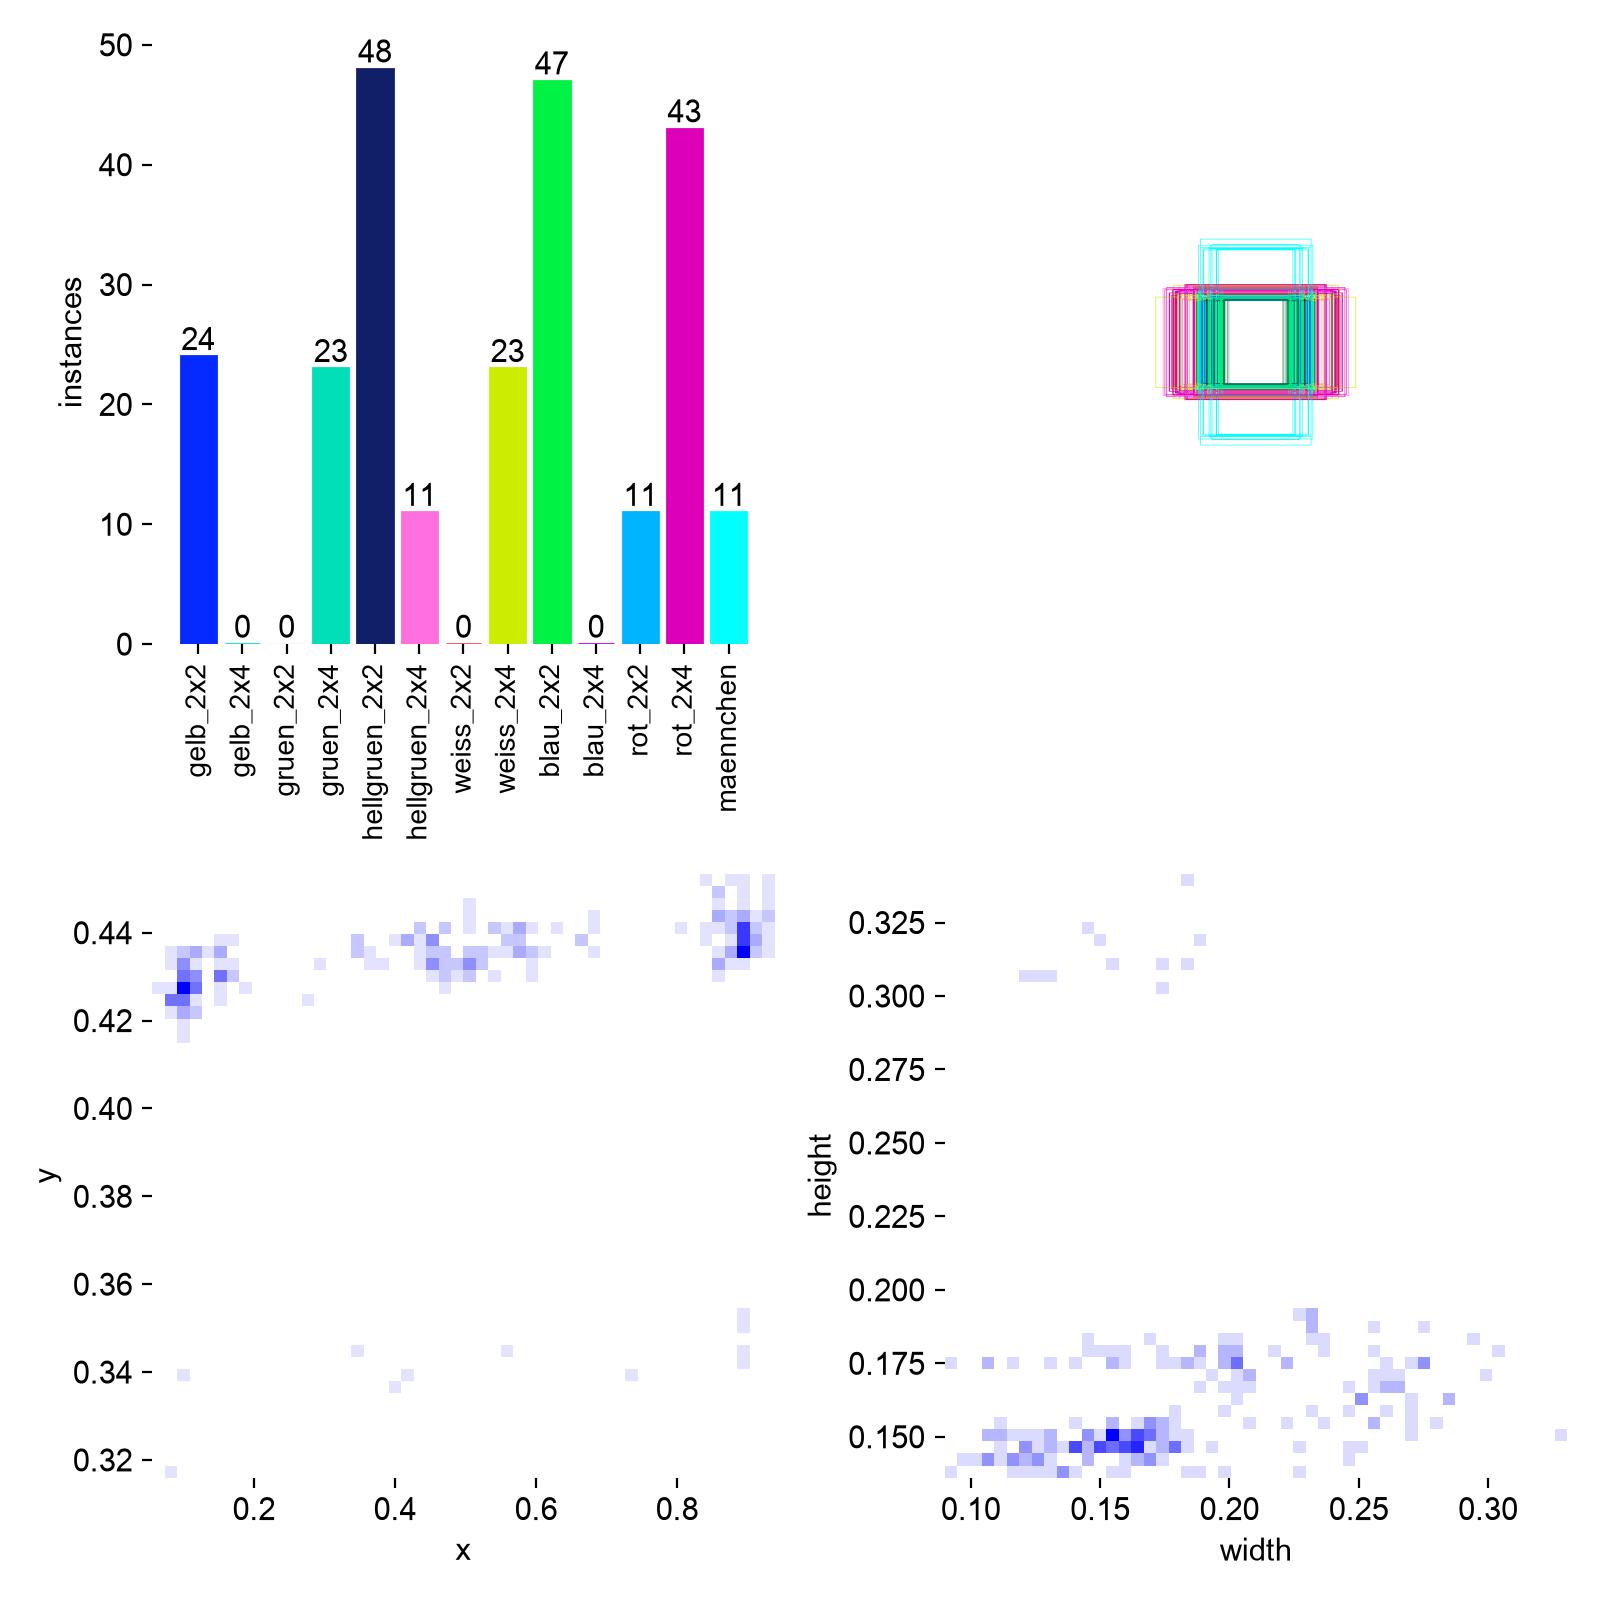 50
48
47
43
40
30
24
23
23
20
11
11
11
10
0
0
0
0
0
instances
gelb_2x2
gelb_2x4
gruen_2x2
gruen_2x4
hellgruen_2x2
hellgruen_2x4
weiss_2x2
weiss_2x4
blau_2x2
blau_2x4
rot_2x2
rot_2x4
maennchen
0.44
0.42
0.40
0.38
0.36
0.34
0.32
y
0.2 0.4 0.6 0.8
x
0.325
0.300
0.275
0.250
0.225
0.200
0.175
0.150
height
0.10 0.15 0.20 0.25 0.30
width